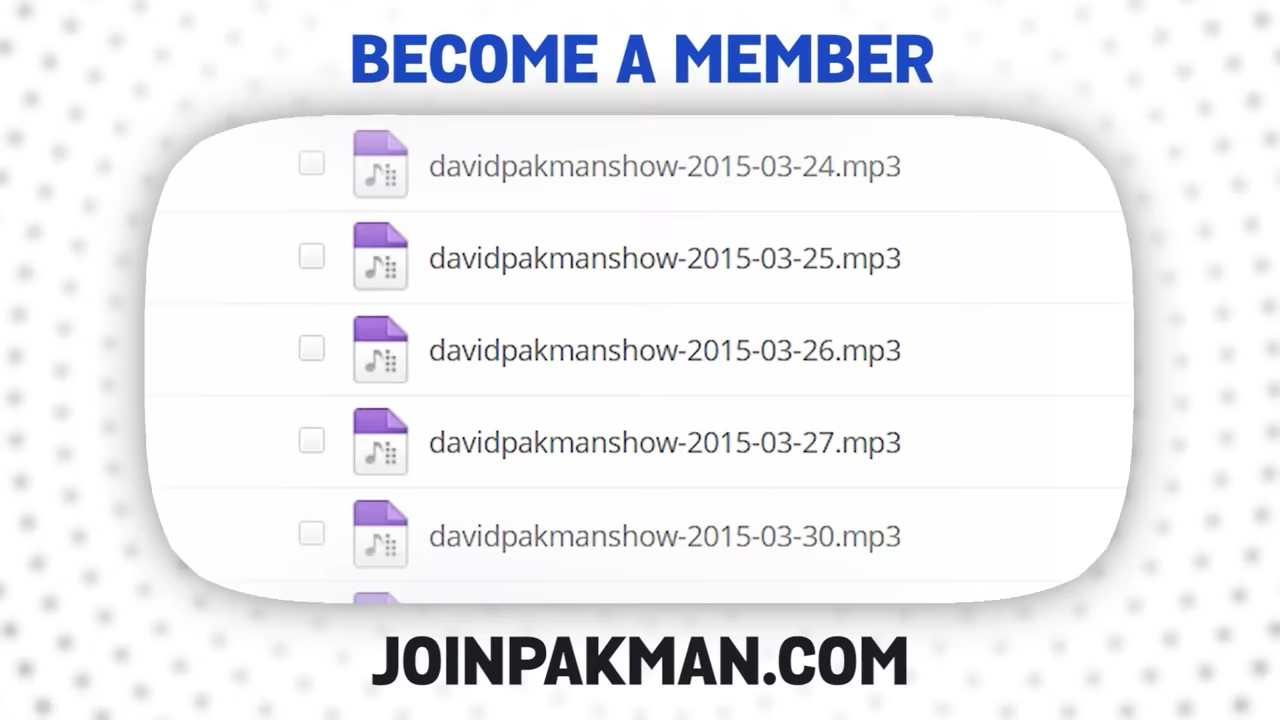 BECOME A MEMBER
davidpakmanshow-2015-03-24.mp3
davidpakmanshow-2015-03-25.mp3
davidpakmanshow-2015-03-26.mp3
davidpakmanshow-2015-03-27.mp3
davidpakmanshow-2015-03-30.mp3
JOINPAKMAN.COM